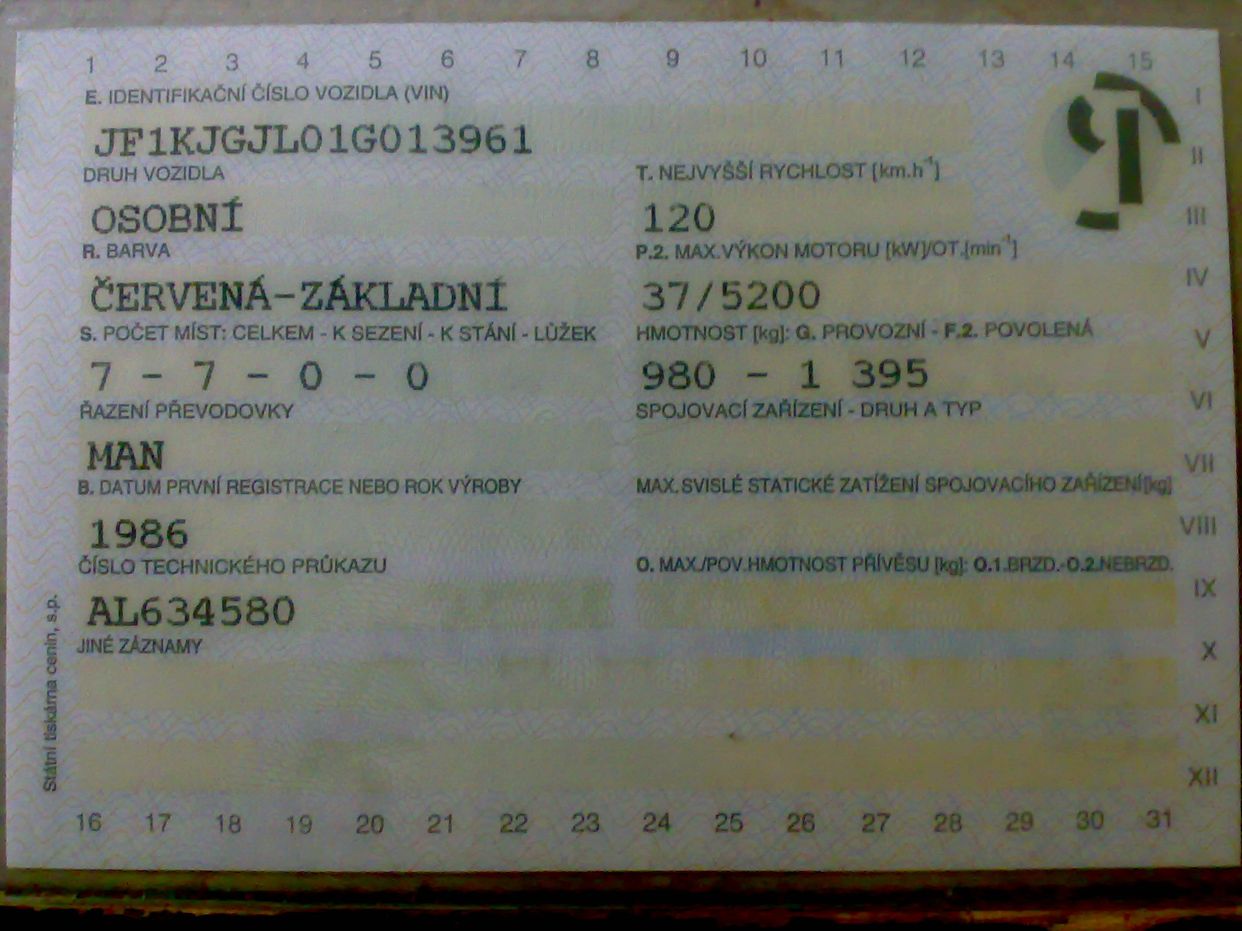 1 2 3 4 5 6 7 8 9 10 11 12 13 14 15
E. IDENTIFIKAČNÍ ČÍSLO VOZIDLA (VIN)
I
JF1KJGJL01G013961
II
DRUH VOZIDLA
T. NEJVYŠŠÍ RYCHLOST [km.h⁻¹]
OSOBNÍ
120
III
R. BARVA
P.2. MAX.VÝKON MOTORU [kW]/OT.[min⁻¹]
IV
ČERVENÁ-ZÁKLADNÍ
37/5200
S. POČET MÍST: CELKEM - K SEZENÍ - K STÁNÍ - LŮŽEK
HMOTNOST [kg]: G. PROVOZNÍ - F.2. POVOLENÁ
V
7 - 7 - 0 - 0
980 - 1 395
ŘAZENÍ PŘEVODOVKY
SPOJOVACÍ ZAŘÍZENÍ - DRUH A TYP
VI
MAN
VII
B. DATUM PRVNÍ REGISTRACE NEBO ROK VÝROBY
MAX.SVISLÉ STATICKÉ ZATÍŽENÍ SPOJOVACÍHO ZAŘÍZENÍ[kg]
1986
VIII
ČÍSLO TECHNICKÉHO PRŮKAZU
O. MAX./POV.HMOTNOST PŘÍVĚSU [kg]: O.1.BRZD.-O.2.NEBRZD.
IX
AL634580
JINÉ ZÁZNAMY
X
XI
XII
Státní tiskárna cenin, s.p.
16 17 18 19 20 21 22 23 24 25 26 27 28 29 30 31